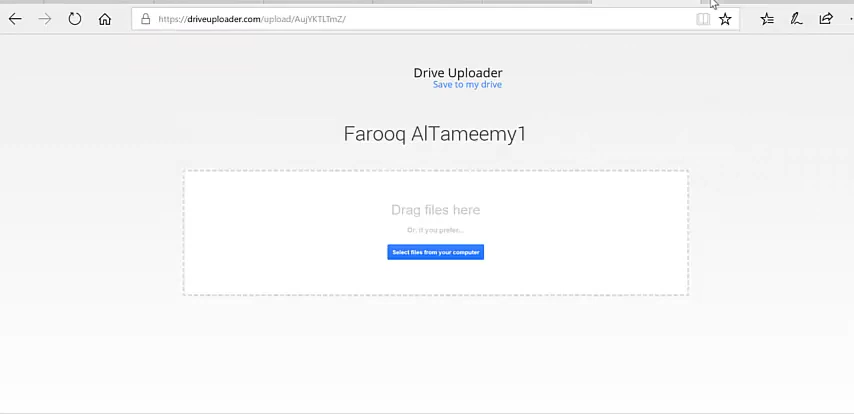 https://driveuploader.com/upload/AujYKTLTmZ/
Drive Uploader
Save to my drive
Farooq AlTameemy1
Drag files here
Or, if you prefer...
Select files from your computer